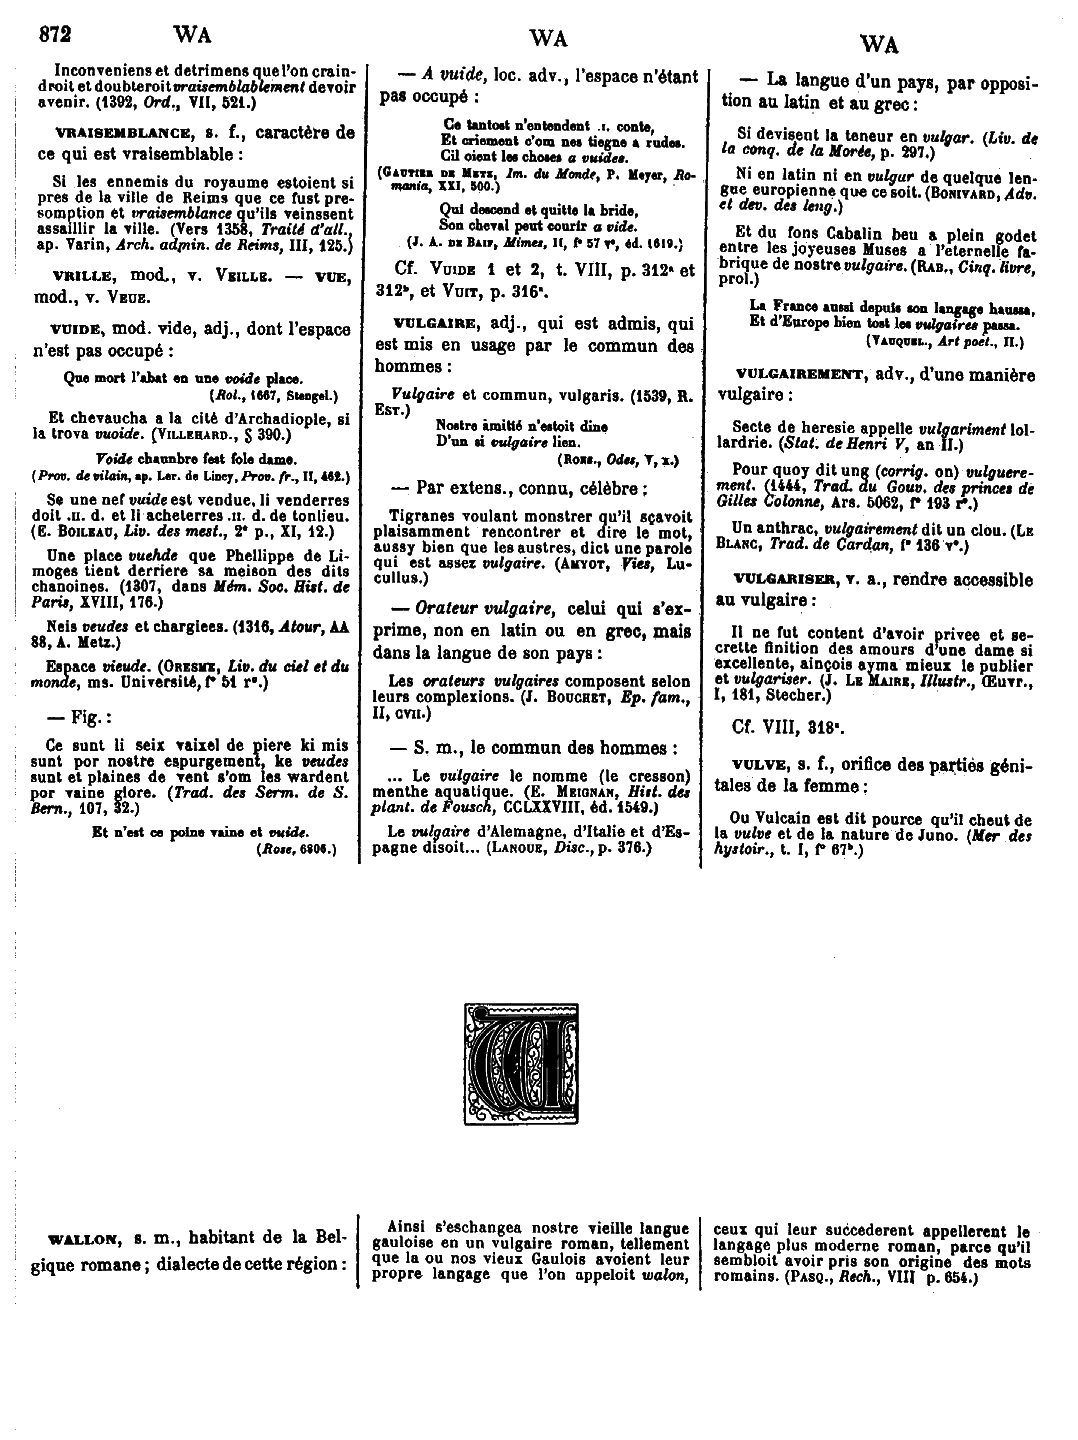 872 WA WA WA
Inconveniens et detrimens que l'on crain-
droit et doubteroit vraisemblablement devoir
avenir. (1392, Ord., VII, 521.)
VRAISEMBLANCE, s. f., caractère de
ce qui est vraisemblable :
Si les ennemis du royaume estoient si
pres de la ville de Reims que ce fust pre-
somption et vraisemblance qu'ils veinssent
assaillir la ville. (Vers 1358, Traité d'all.,
ap. Varin, Arch. admin. de Reims, III, 125.)
VRILLE, mod., v. VEILLE. — VUE,
mod., v. VEUE.
VUIDE, mod. vide, adj., dont l'espace
n'est pas occupé :
Que mort l'abat en une voide place.
(Rol., 1667, Stengel.)
Et chevaucha a la cité d'Archadiople, si
la trova vuoide. (VILLEHARD., § 390.)
Voide chaunbre fest fole dame.
(Prov. de vilain, ap. Ler. de Lincy, Prov. fr., II, 462.)
Se une nef vuide est vendue, li venderres
doit .II. d. et li acheterres .II. d. de tonlieu.
(E. BOILEAU, Liv. des mest., 2e p., XI, 12.)
Une place vuehde que Phellippe de Li-
moges tient derriere sa meison des dits
chanoines. (1307, dans Mém. Soc. Hist. de
Paris, XVIII, 176.)
Neis veudes et chargiees. (1316, Atour, AA
88, A. Metz.)
Espace vieude. (ORESME, Liv. du ciel et du
monde, ms. Université, f° 51 r°.)
— Fig. :
Ce sunt li seix vaixel de piere ki mis
sunt por nostre espurgement, ke veudes
sunt et plaines de vent s'om les wardent
por vaine glore. (Trad. des Serm. de S.
Bern., 107, 32.)
Et n'est ce poine vaine et vuide.
(Rose, 6806.)
— A vuide, loc. adv., l'espace n'étant
pas occupé :
Ce tantost n'entendent .I. conte,
Et criement c'om nes tiegne a rudes.
Cil oient les choses a vuides.
(GAUTIER DE METZ, Im. du Monde, P. Meyer, Ro-
mania, XXI, 500.)
Qui descend et quitte la bride,
Son cheval peut courir a vide.
(J. A. DE BAIF, Mimes, II, f° 57 v°, éd. 1619.)
Cf. VUIDE 1 et 2, t. VIII, p. 312a et
312b, et VUIT, p. 316a.
VULGAIRE, adj., qui est admis, qui
est mis en usage par le commun des
hommes :
Vulgaire et commun, vulgaris. (1539, R.
EST.)
Nostre amitié n'estoit dine
D'un si vulgaire lien.
(RONS., Odes, V, X.)
— Par extens., connu, célèbre :
Tigranes voulant monstrer qu'il sçavoit
plaisamment rencontrer et dire le mot,
aussy bien que les austres, dict une parole
qui est assez vulgaire. (AMYOT, Vies, Lu-
cullus.)
— Orateur vulgaire, celui qui s'ex-
prime, non en latin ou en grec, mais
dans la langue de son pays :
Les orateurs vulgaires composent selon
leurs complexions. (J. BOUCHET, Ep. fam.,
II, CVII.)
— S. m., le commun des hommes :
... Le vulgaire le nomme (le cresson)
menthe aquatique. (E. MEIGNAN, Hist. des
plant. de Fousch, CCLXXVIII, éd. 1549.)
Le vulgaire d'Alemagne, d'Italie et d'Es-
pagne disoit... (LANOUE, Disc., p. 376.)
— La langue d'un pays, par opposi-
tion au latin et au grec :
Si devisent la teneur en vulgar. (Liv. de
la conq. de la Morée, p. 297.)
Ni en latin ni en vulgar de quelque len-
gue europienne que ce soit. (BONIVARD, Adv.
et dev. des leng.)
Et du fons Cabalin beu a plein godet
entre les joyeuses Muses a l'eternelle fa-
brique de nostre vulgaire. (RAB., Cinq. livre,
prol.)
La France aussi depuis son langage haussa,
Et d'Europe bien tost les vulgaires passa.
(VAUQUEL., Art poet., II.)
VULGAIREMENT, adv., d'une manière
vulgaire :
Secte de heresie appelle vulgariment lol-
lardrie. (Stat. de Henri V, an II.)
Pour quoy dit ung (corrig. on) vulguere-
ment. (1444, Trad. du Gouv. des princes de
Gilles Colonne, Ars. 5062, f° 193 r°.)
Un anthrac, vulgairement dit un clou. (LE
BLANC, Trad. de Cardan, f° 136 v°.)
VULGARISER, v. a., rendre accessible
au vulgaire :
Il ne fut content d'avoir privee et se-
crette finition des amours d'une dame si
excellente, ainçois ayma mieux le publier
et vulgariser. (J. LE MAIRE, Illustr., Œuvr.,
I, 181, Stecher.)
Cf. VIII, 318a.
VULVE, s. f., orifice des parties géni-
tales de la femme :
Ou Vulcain est dit pource qu'il cheut de
la vulve et de la nature de Juno. (Mer des
hystoir., t. I, f° 67b.)
W
WALLON, s. m., habitant de la Bel-
gique romane ; dialecte de cette région :
Ainsi s'eschangea nostre vieille langue
gauloise en un vulgaire roman, tellement
que la ou nos vieux Gaulois avoient leur
propre langage que l'on appeloit walon,
ceux qui leur succederent appellerent le
langage plus moderne roman, parce qu'il
sembloit avoir pris son origine des mots
romains. (PASQ., Rech., VIII p. 654.)